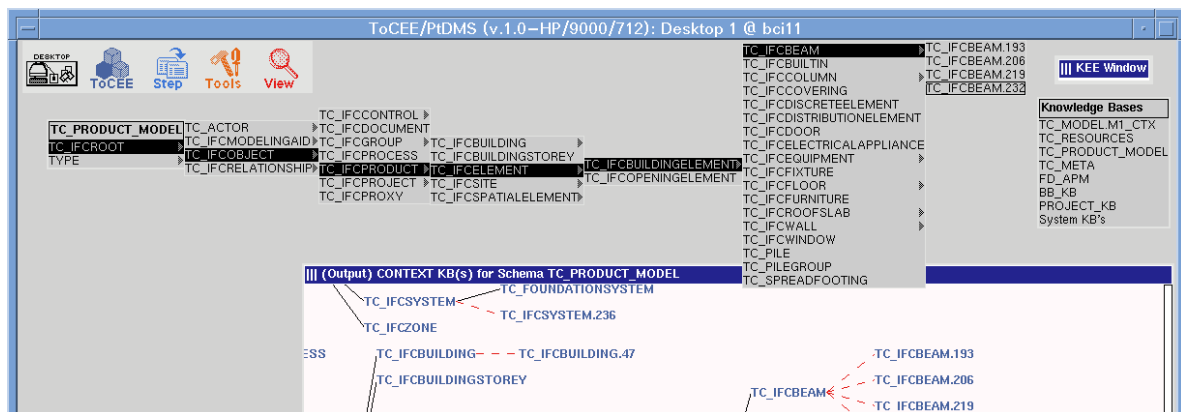 ToCEE/PtDMS (v.1.0-HP/9000/712): Desktop 1 @ bci11
DESKTOP
ToCEE
Step
Tools
View
TC_PRODUCT_MODEL
TC_IFCROOT
TYPE
TC_ACTOR
TC_IFCMODELINGAID
TC_IFCOBJECT
TC_IFCRELATIONSHIP
TC_IFCCONTROL
TC_IFCDOCUMENT
TC_IFCGROUP
TC_IFCPROCESS
TC_IFCPRODUCT
TC_IFCPROJECT
TC_IFCPROXY
TC_IFCBUILDING
TC_IFCBUILDINGSTOREY
TC_IFCELEMENT
TC_IFCSITE
TC_IFCSPATIALELEMENT
TC_IFCBUILDINGELEMENT
TC_IFCOPENINGELEMENT
TC_IFCBEAM
TC_IFCBUILTIN
TC_IFCCOLUMN
TC_IFCCOVERING
TC_IFCDISCRETEELEMENT
TC_IFCDISTRIBUTIONELEMENT
TC_IFCDOOR
TC_IFCELECTRICALAPPLIANCE
TC_IFCEQUIPMENT
TC_IFCFIXTURE
TC_IFCFLOOR
TC_IFCFURNITURE
TC_IFCROOFSLAB
TC_IFCWALL
TC_IFCWINDOW
TC_PILE
TC_PILEGROUP
TC_SPREADFOOTING
TC_IFCBEAM.193
TC_IFCBEAM.206
TC_IFCBEAM.219
TC_IFCBEAM.232
||| KEE Window
Knowledge Bases
TC_MODEL.M1_CTX
TC_RESOURCES
TC_PRODUCT_MODEL
TC_META
FD_APM
BB_KB
PROJECT_KB
System KB's
||| (Output) CONTEXT KB(s) for Schema TC_PRODUCT_MODEL
TC_FOUNDATIONSYSTEM
TC_IFCSYSTEM
TC_IFCSYSTEM.236
TC_IFCZONE
ESS
TC_IFCBUILDING
TC_IFCBUILDING.47
TC_IFCBEAM.193
TC_IFCBUILDINGSTOREY
TC_IFCBEAM.206
TC_IFCBEAM
TC_IFCBEAM.219